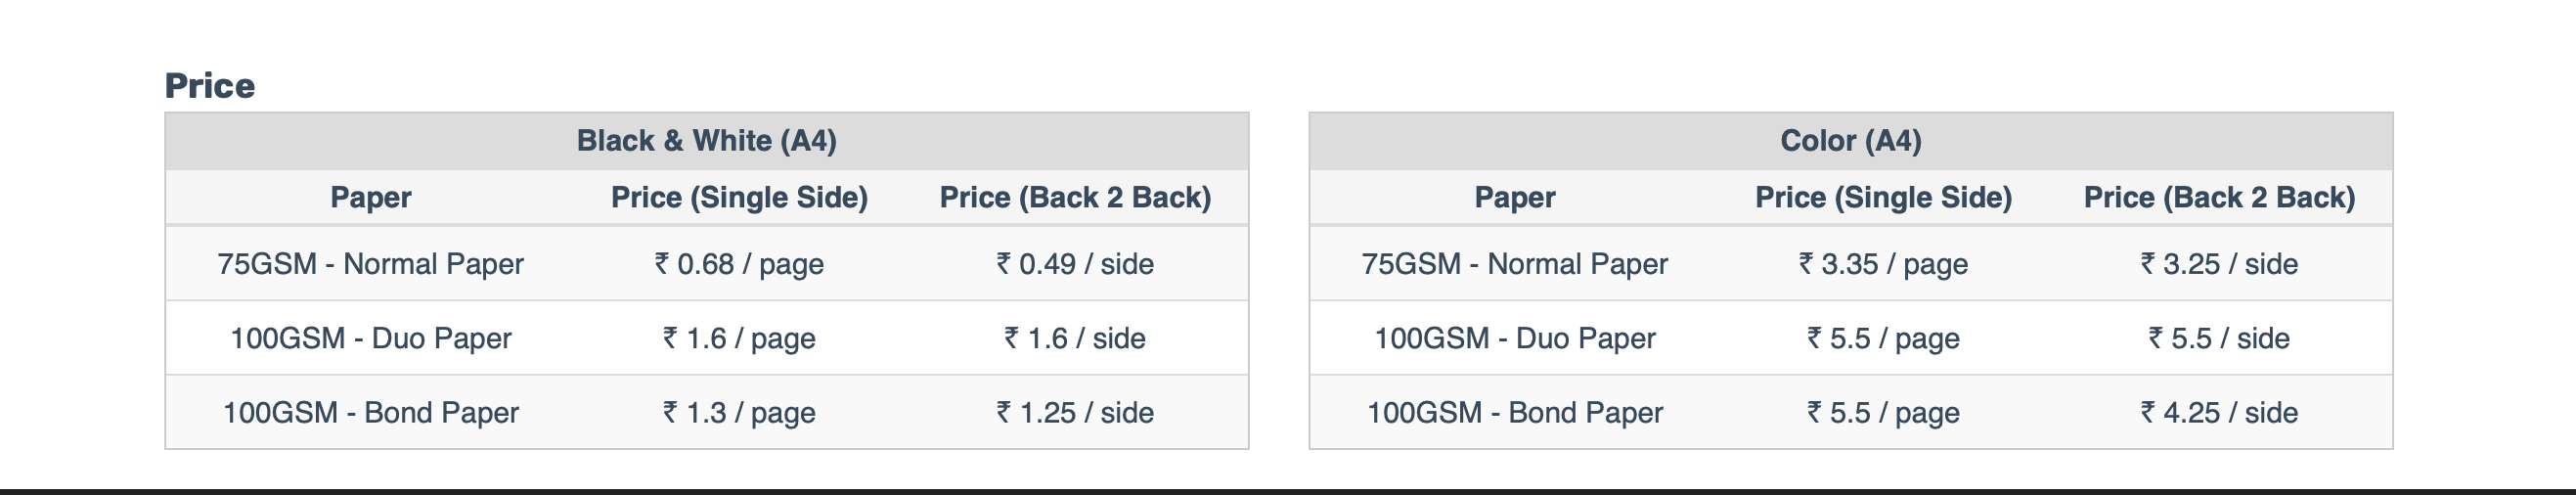 Price
Black & White (A4)
Paper Price (Single Side) Price (Back 2 Back)
75GSM - Normal Paper ₹ 0.68 / page ₹ 0.49 / side
100GSM - Duo Paper ₹ 1.6 / page ₹ 1.6 / side
100GSM - Bond Paper ₹ 1.3 / page ₹ 1.25 / side
Color (A4)
Paper Price (Single Side) Price (Back 2 Back)
75GSM - Normal Paper ₹ 3.35 / page ₹ 3.25 / side
100GSM - Duo Paper ₹ 5.5 / page ₹ 5.5 / side
100GSM - Bond Paper ₹ 5.5 / page ₹ 4.25 / side